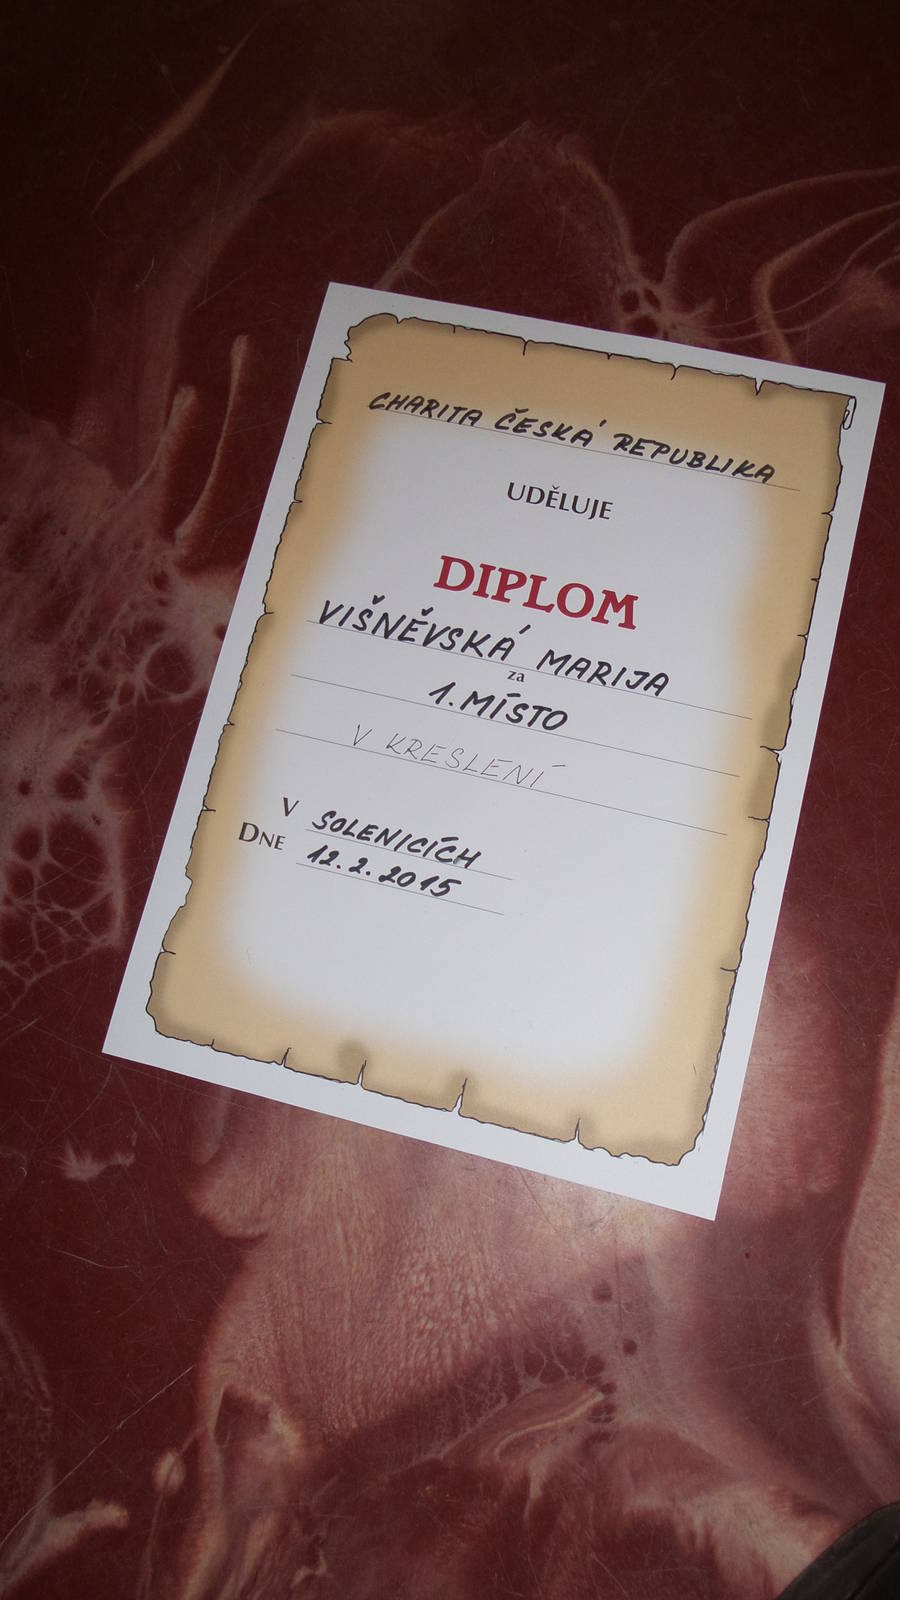 CHARITA ČESKÁ REPUBLIKA
UDĚLUJE
DIPLOM
VIŠNĚVSKÁ MARIJA
za
1. MÍSTO
V KRESLENÍ
V SOLENICÍCH
DNE 12.2.2015